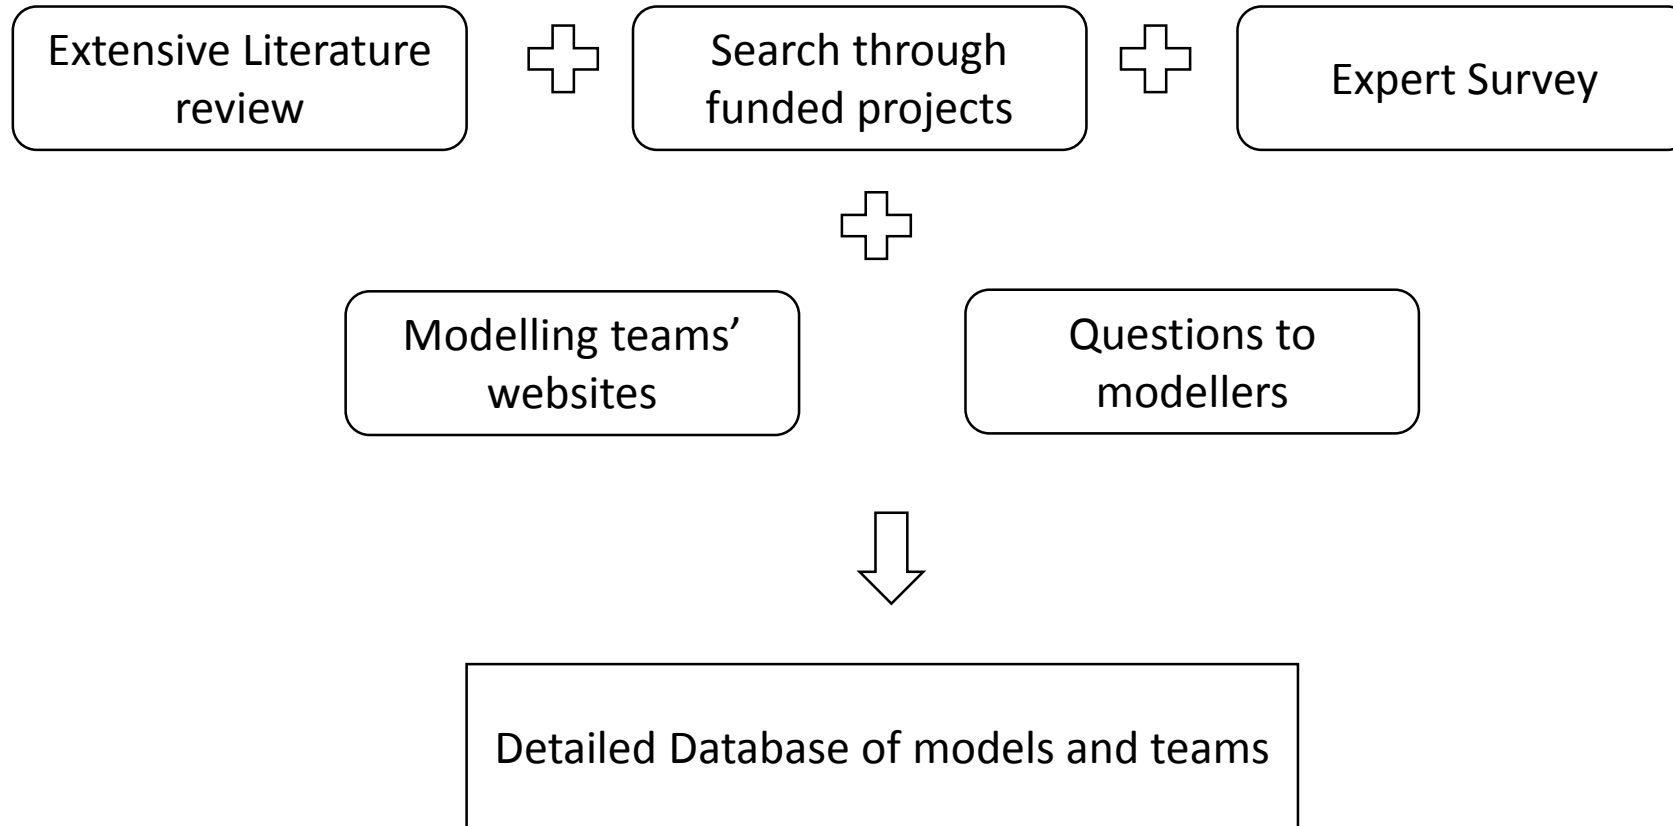 Extensive Literature
review
Search through
funded projects
Expert Survey
Modelling teams’
websites
Questions to
modellers
Detailed Database of models and teams